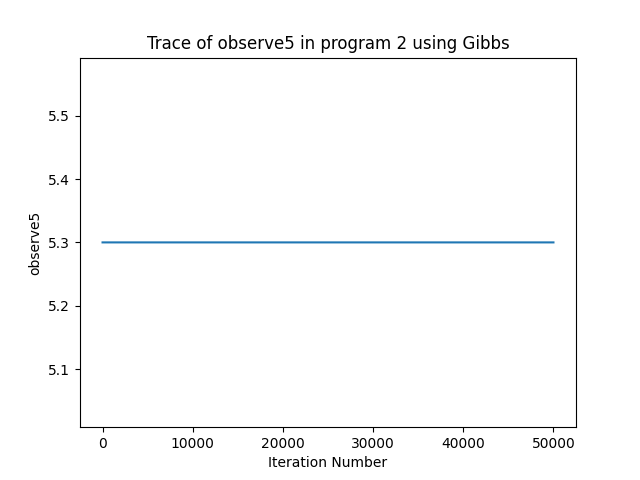 Trace of observe5 in program 2 using Gibbs
5.5
5.4
5.3
5.2
5.1
observe5
0 10000 20000 30000 40000 50000
Iteration Number